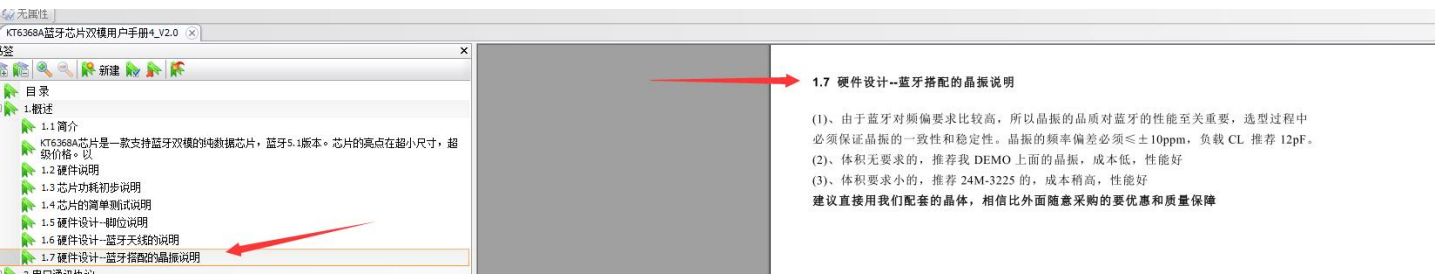 无属性
KT6368A蓝牙芯片双模用户手册4_V2.0
书签
新建
目录
1.概述
1.1 简介
KT6368A芯片是一款支持蓝牙双模的纯数据芯片，蓝牙5.1版本。芯片的亮点在超小尺寸，超
级价格。以
1.2 硬件说明
1.3 芯片功耗初步说明
1.4 芯片的简单测试说明
1.5 硬件设计--脚位说明
1.6 硬件设计--蓝牙天线的说明
1.7 硬件设计--蓝牙搭配的晶振说明
2.串口通讯协议
1.7 硬件设计--蓝牙搭配的晶振说明
(1)、由于蓝牙对频偏要求比较高，所以晶振的品质对蓝牙的性能至关重要，选型过程中
必须保证晶振的一致性和稳定性。晶振的频率偏差必须≤±10ppm，负载 CL 推荐 12pF。
(2)、体积无要求的，推荐我 DEMO 上面的晶振，成本低，性能好
(3)、体积要求小的，推荐 24M-3225 的，成本稍高，性能好
建议直接用我们配套的晶体，相信比外面随意采购的要优惠和质量保障